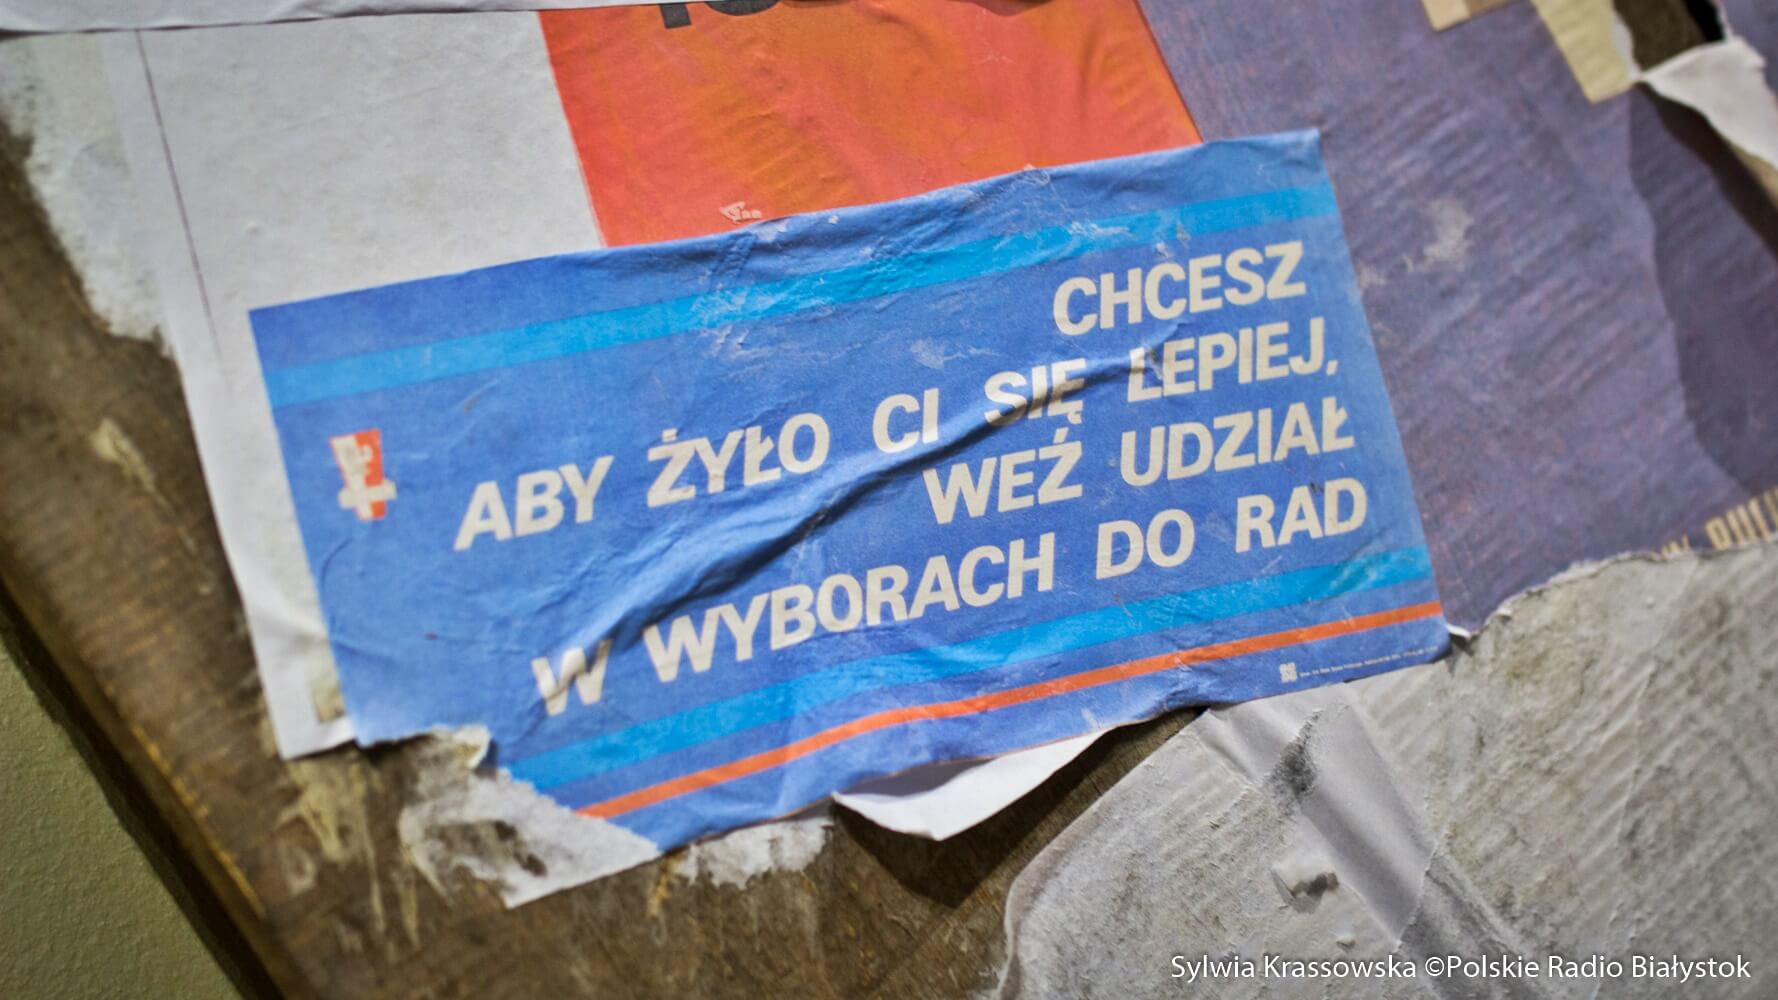 CHCESZ
ABY ŻYŁO CI SIĘ LEPIEJ,
WEŹ UDZIAŁ
W WYBORACH DO RAD
Sylwia Krassowska ©Polskie Radio Białystok